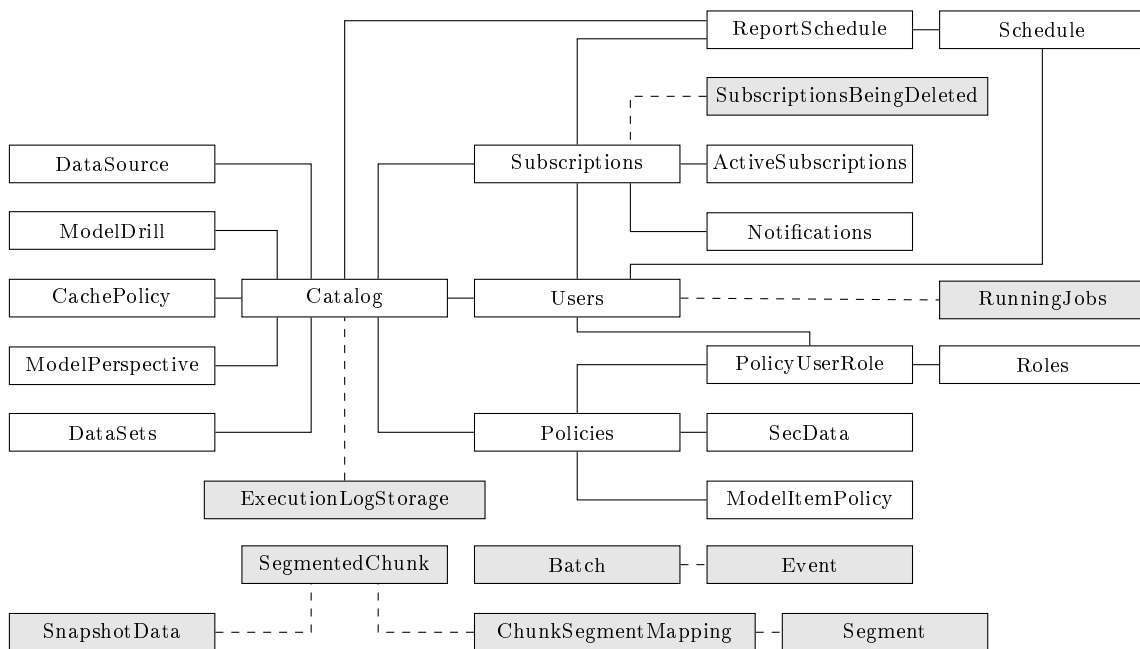 ReportSchedule
Schedule
SubscriptionsBeingDeleted
DataSource
Subscriptions
ActiveSubscriptions
ModelDrill
Notifications
CachePolicy
Catalog
Users
RunningJobs
ModelPerspective
PolicyUserRole
Roles
DataSets
Policies
SecData
ExecutionLogStorage
ModelItemPolicy
SegmentedChunk
Batch
Event
SnapshotData
ChunkSegmentMapping
Segment